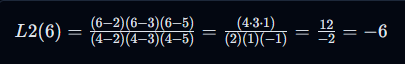 L2(6) = (6−2)(6−3)(6−5)/(4−2)(4−3)(4−5) = (4·3·1)/(2)(1)(−1) = 12/−2 = −6